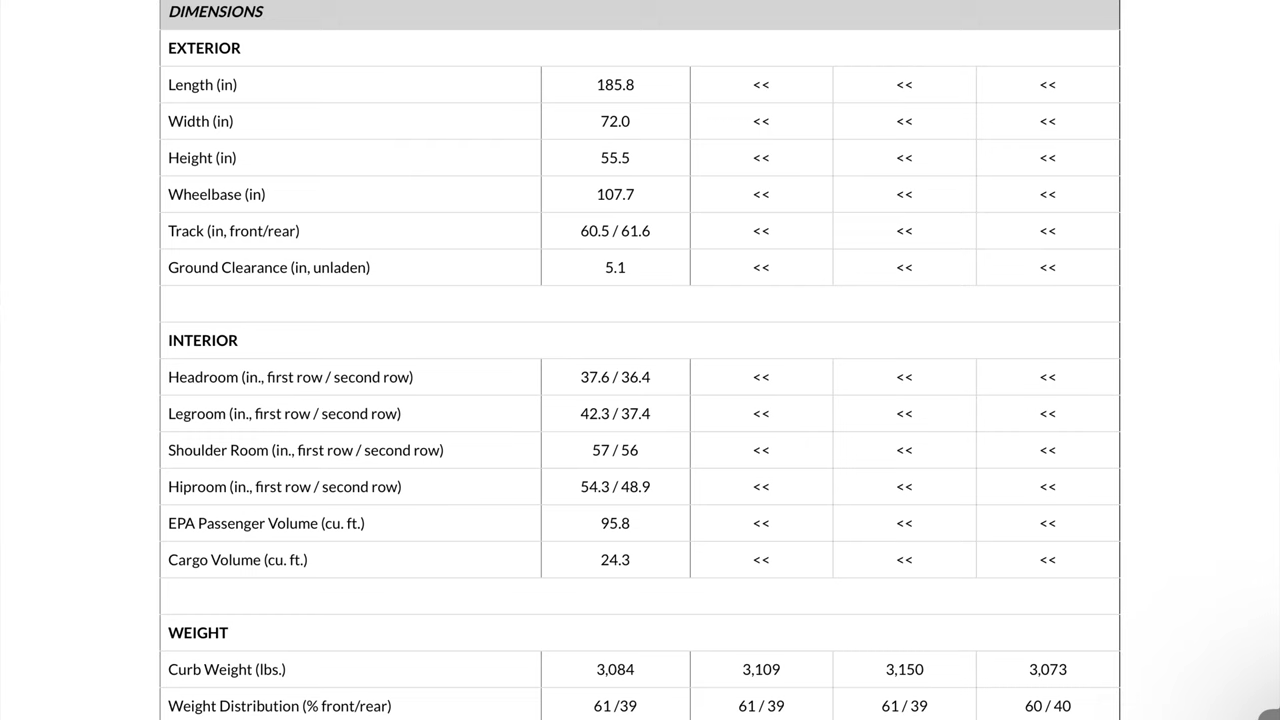 DIMENSIONS
EXTERIOR
Length (in) 185.8 << << <<
Width (in) 72.0 << << <<
Height (in) 55.5 << << <<
Wheelbase (in) 107.7 << << <<
Track (in, front/rear) 60.5 / 61.6 << << <<
Ground Clearance (in, unladen) 5.1 << << <<
INTERIOR
Headroom (in., first row / second row) 37.6 / 36.4 << << <<
Legroom (in., first row / second row) 42.3 / 37.4 << << <<
Shoulder Room (in., first row / second row) 57 / 56 << << <<
Hiproom (in., first row / second row) 54.3 / 48.9 << << <<
EPA Passenger Volume (cu. ft.) 95.8 << << <<
Cargo Volume (cu. ft.) 24.3 << << <<
WEIGHT
Curb Weight (lbs.) 3,084 3,109 3,150 3,073
Weight Distribution (% front/rear) 61 /39 61 / 39 61 / 39 60 / 40